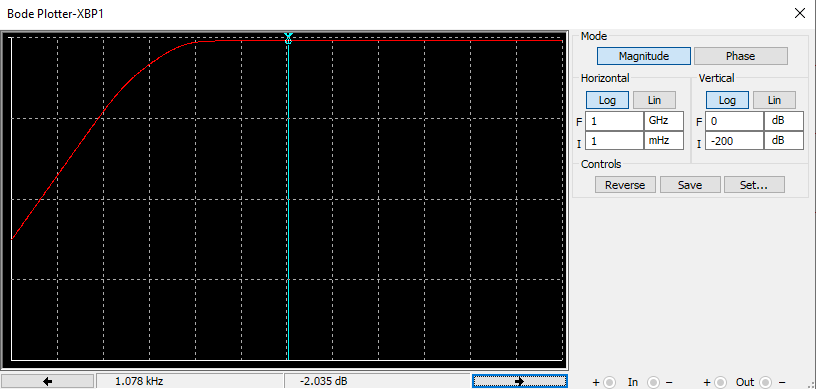 Bode Plotter-XBP1
Mode
Magnitude Phase
Horizontal Vertical
Log Lin Log Lin
F 1 GHz F 0 dB
I 1 mHz I -200 dB
Controls
Reverse Save Set...
1.078 kHz -2.035 dB + In − + Out −